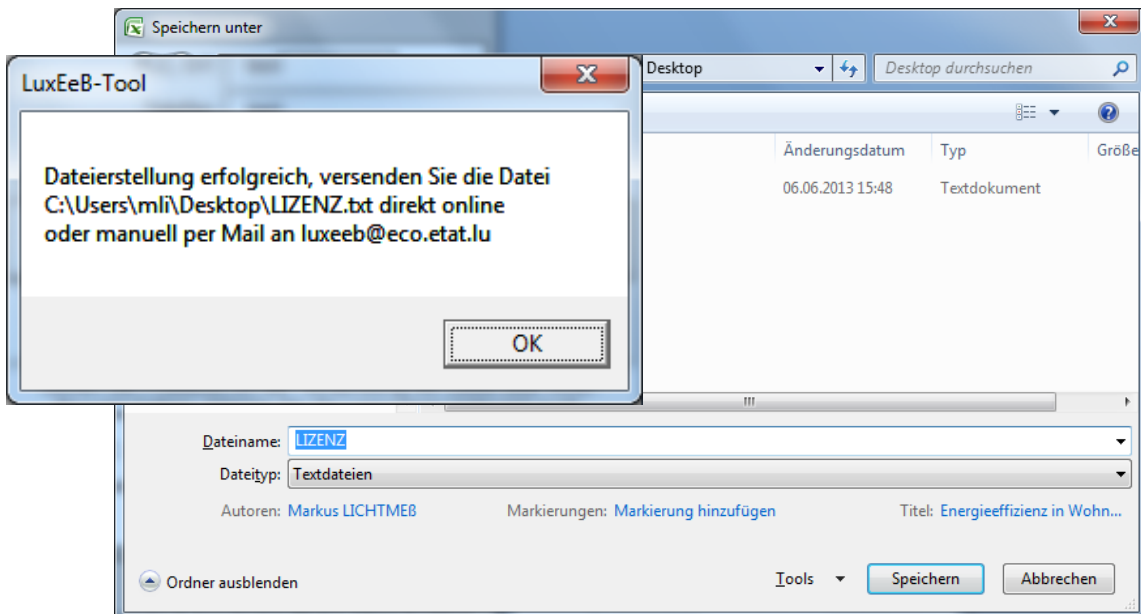 Speichern unter
LuxEeB-Tool
Desktop
Desktop durchsuchen
Dateierstellung erfolgreich, versenden Sie die Datei
C:\Users\mli\Desktop\LIZENZ.txt direkt online
oder manuell per Mail an luxeeb@eco.etat.lu
OK
Änderungsdatum Typ Größe
06.06.2013 15:48 Textdokument
Dateiname: LIZENZ
Dateityp: Textdateien
Autoren: Markus LICHTMEß Markierungen: Markierung hinzufügen Titel: Energieeffizienz in Wohn...
Ordner ausblenden Tools Speichern Abbrechen